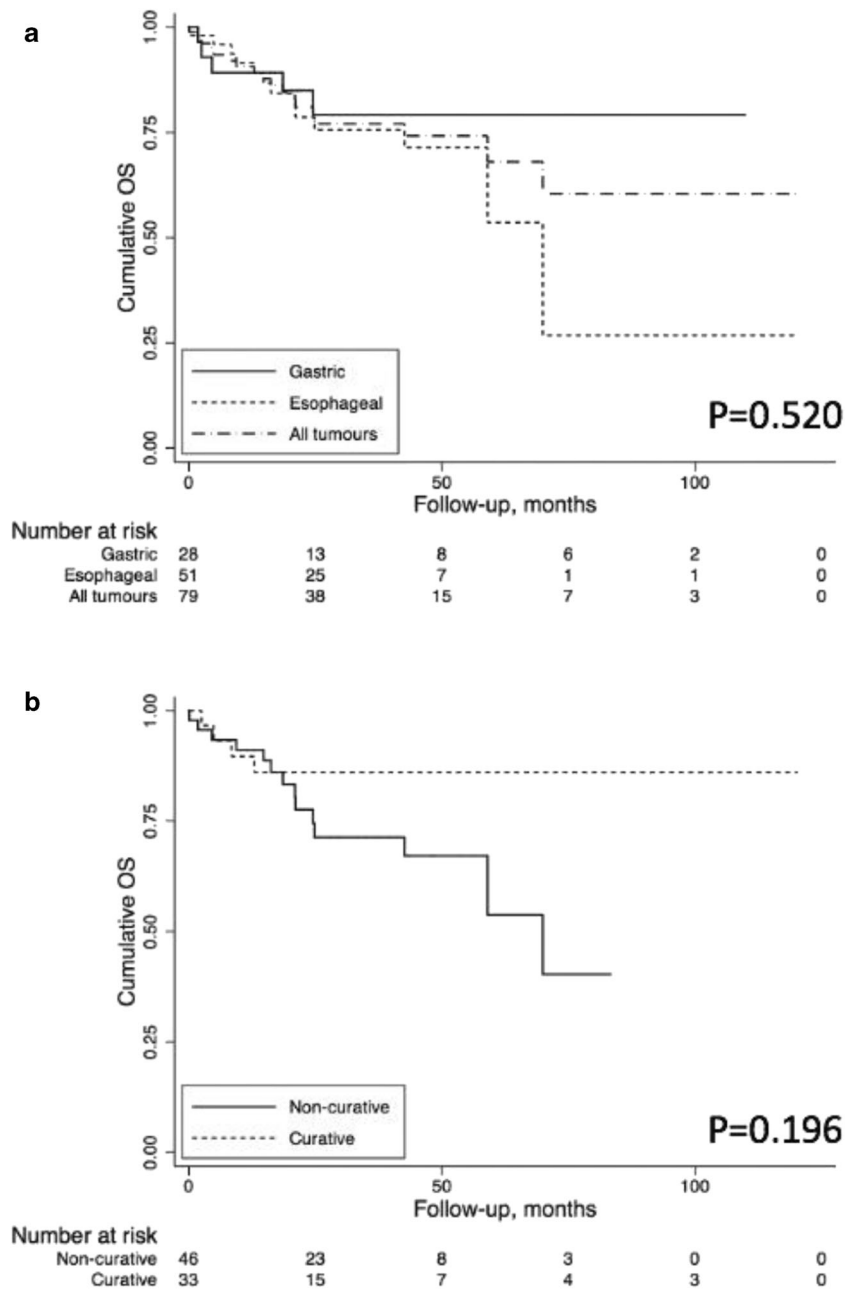 a
1.00
0.75
0.50
0.25
0.00
Cumulative OS
Gastric
Esophageal
All tumours
P=0.520
0 50 100
Follow-up, months
Number at risk
Gastric 28 13 8 6 2 0
Esophageal 51 25 7 1 1 0
All tumours 79 38 15 7 3 0
b
1.00
0.75
0.50
0.25
0.00
Cumulative OS
Non-curative
Curative
P=0.196
0 50 100
Follow-up, months
Number at risk
Non-curative 46 23 8 3 0 0
Curative 33 15 7 4 3 0